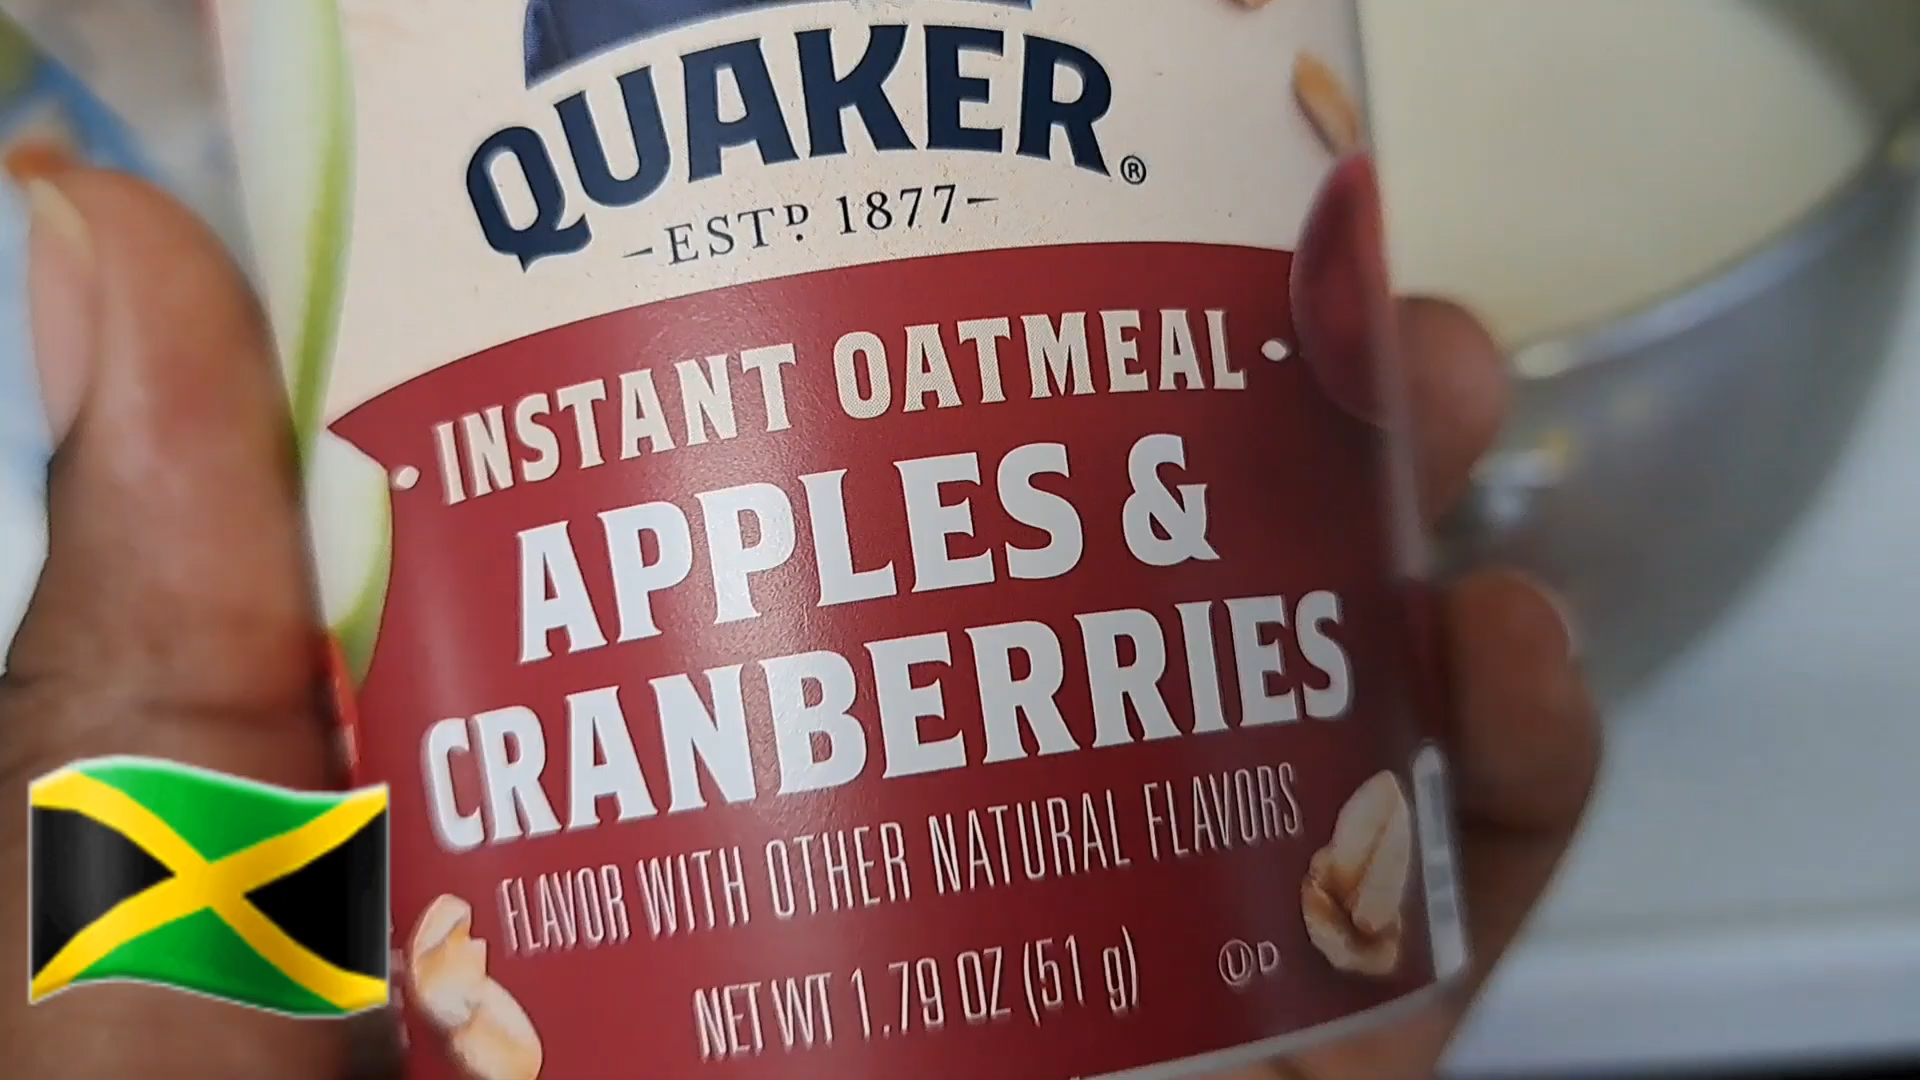 QUAKER®
-ESTD. 1877-
• INSTANT OATMEAL •
APPLES &
CRANBERRIES
FLAVOR WITH OTHER NATURAL FLAVORS
NET WT 1.79 OZ (51 g)
Ⓤ D